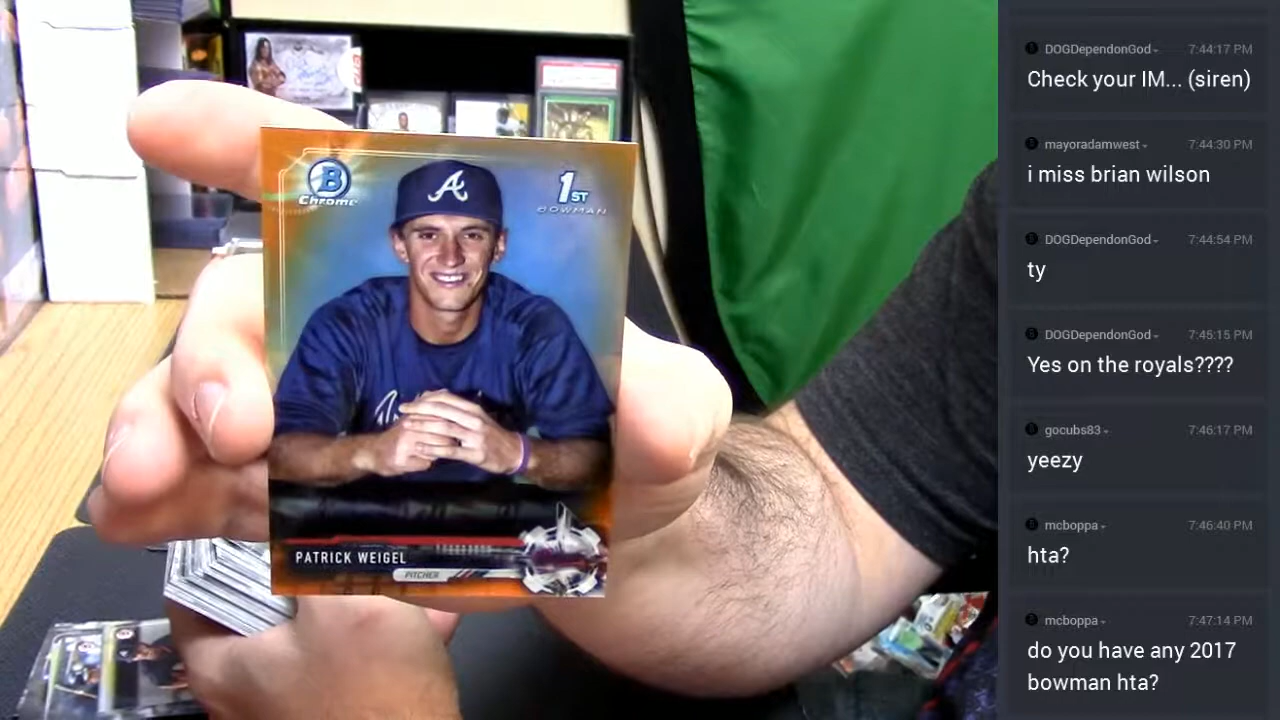 B
Chrome
1ST
BOWMAN
A
PATRICK WEIGEL
PITCHER
DOGDependonGod 7:44:17 PM
Check your IM... (siren)
mayoradamwest 7:44:30 PM
i miss brian wilson
DOGDependonGod 7:44:54 PM
ty
DOGDependonGod 7:45:15 PM
Yes on the royals????
gocubs83 7:46:17 PM
yeezy
mcboppa 7:46:40 PM
hta?
mcboppa 7:47:14 PM
do you have any 2017
bowman hta?